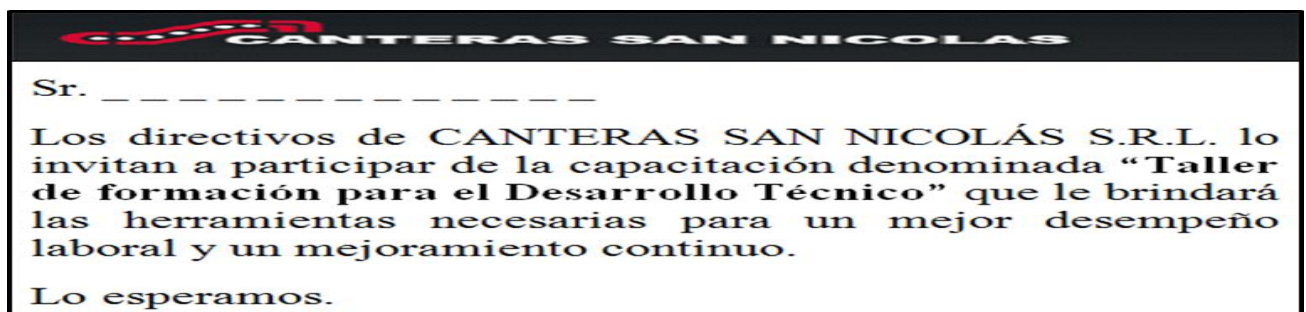 CANTERAS SAN NICOLAS
Sr. _ _ _ _ _ _ _ _ _ _ _ _ _
Los directivos de CANTERAS SAN NICOLÁS S.R.L. lo
invitan a participar de la capacitación denominada “Taller
de formación para el Desarrollo Técnico” que le brindará
las herramientas necesarias para un mejor desempeño
laboral y un mejoramiento continuo.
Lo esperamos.